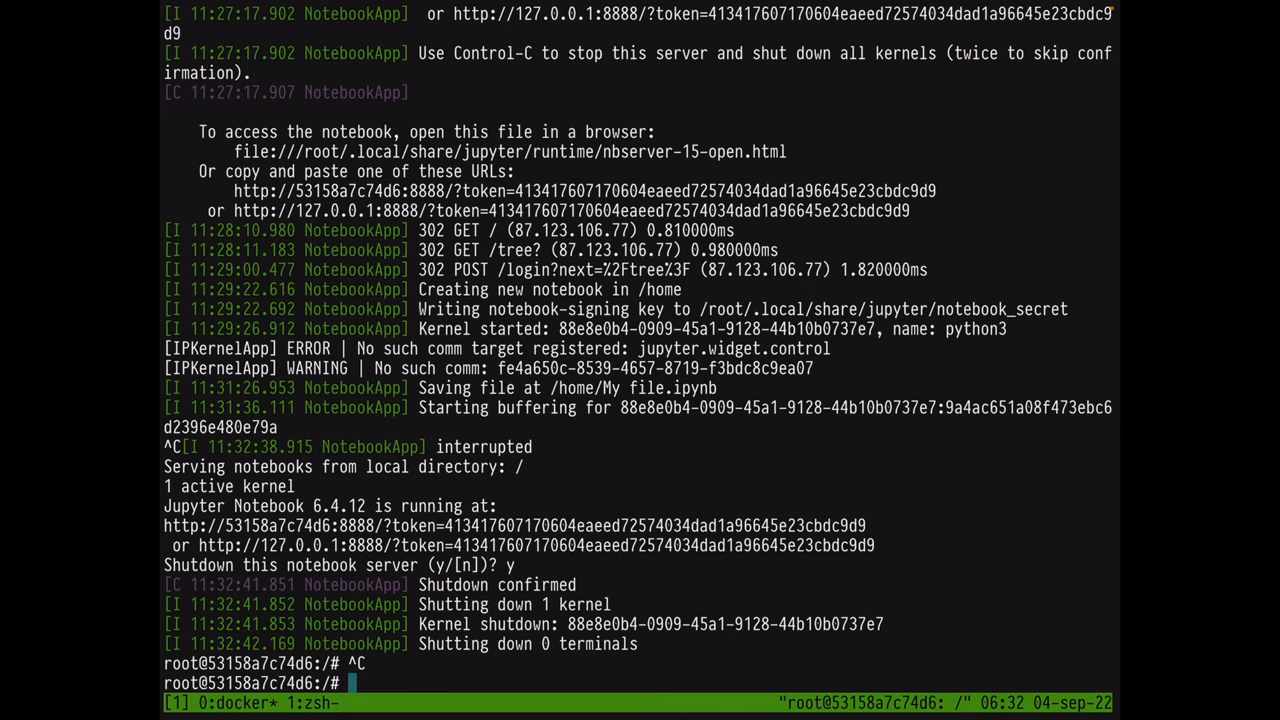 [I 11:27:17.902 NotebookApp]  or http://127.0.0.1:8888/?token=413417607170604eaeed72574034dad1a96645e23cbdc9
d9
[I 11:27:17.902 NotebookApp] Use Control-C to stop this server and shut down all kernels (twice to skip conf
irmation).
[C 11:27:17.907 NotebookApp]
    To access the notebook, open this file in a browser:
        file:///root/.local/share/jupyter/runtime/nbserver-15-open.html
    Or copy and paste one of these URLs:
        http://53158a7c74d6:8888/?token=413417607170604eaeed72574034dad1a96645e23cbdc9d9
     or http://127.0.0.1:8888/?token=413417607170604eaeed72574034dad1a96645e23cbdc9d9
[I 11:28:10.980 NotebookApp] 302 GET / (87.123.106.77) 0.810000ms
[I 11:28:11.183 NotebookApp] 302 GET /tree? (87.123.106.77) 0.980000ms
[I 11:29:00.477 NotebookApp] 302 POST /login?next=%2Ftree%3F (87.123.106.77) 1.820000ms
[I 11:29:22.616 NotebookApp] Creating new notebook in /home
[I 11:29:22.692 NotebookApp] Writing notebook-signing key to /root/.local/share/jupyter/notebook_secret
[I 11:29:26.912 NotebookApp] Kernel started: 88e8e0b4-0909-45a1-9128-44b10b0737e7, name: python3
[IPKernelApp] ERROR | No such comm target registered: jupyter.widget.control
[IPKernelApp] WARNING | No such comm: fe4a650c-8539-4657-8719-f3bdc8c9ea07
[I 11:31:26.953 NotebookApp] Saving file at /home/My file.ipynb
[I 11:31:36.111 NotebookApp] Starting buffering for 88e8e0b4-0909-45a1-9128-44b10b0737e7:9a4ac651a08f473ebc6
d2396e480e79a
^C[I 11:32:38.915 NotebookApp] interrupted
Serving notebooks from local directory: /
1 active kernel
Jupyter Notebook 6.4.12 is running at:
http://53158a7c74d6:8888/?token=413417607170604eaeed72574034dad1a96645e23cbdc9d9
 or http://127.0.0.1:8888/?token=413417607170604eaeed72574034dad1a96645e23cbdc9d9
Shutdown this notebook server (y/[n])? y
[C 11:32:41.851 NotebookApp] Shutdown confirmed
[I 11:32:41.852 NotebookApp] Shutting down 1 kernel
[I 11:32:41.853 NotebookApp] Kernel shutdown: 88e8e0b4-0909-45a1-9128-44b10b0737e7
[I 11:32:42.169 NotebookApp] Shutting down 0 terminals
root@53158a7c74d6:/# ^C
root@53158a7c74d6:/#
[1] 0:docker* 1:zsh- "root@53158a7c74d6: /" 06:32 04-sep-22